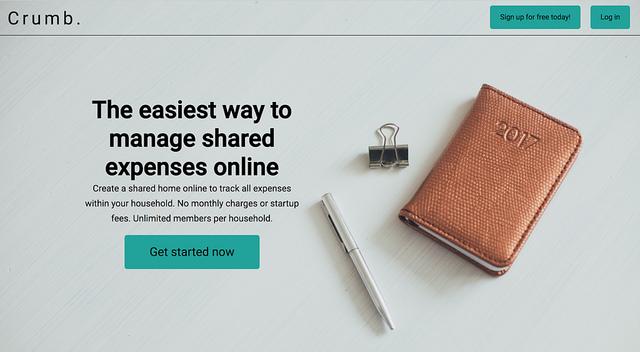 Crumb.
Sign up for free today!
Log in
The easiest way to
manage shared
expenses online
Create a shared home online to track all expenses
within your household. No monthly charges or startup
fees. Unlimited members per household.
Get started now
2017